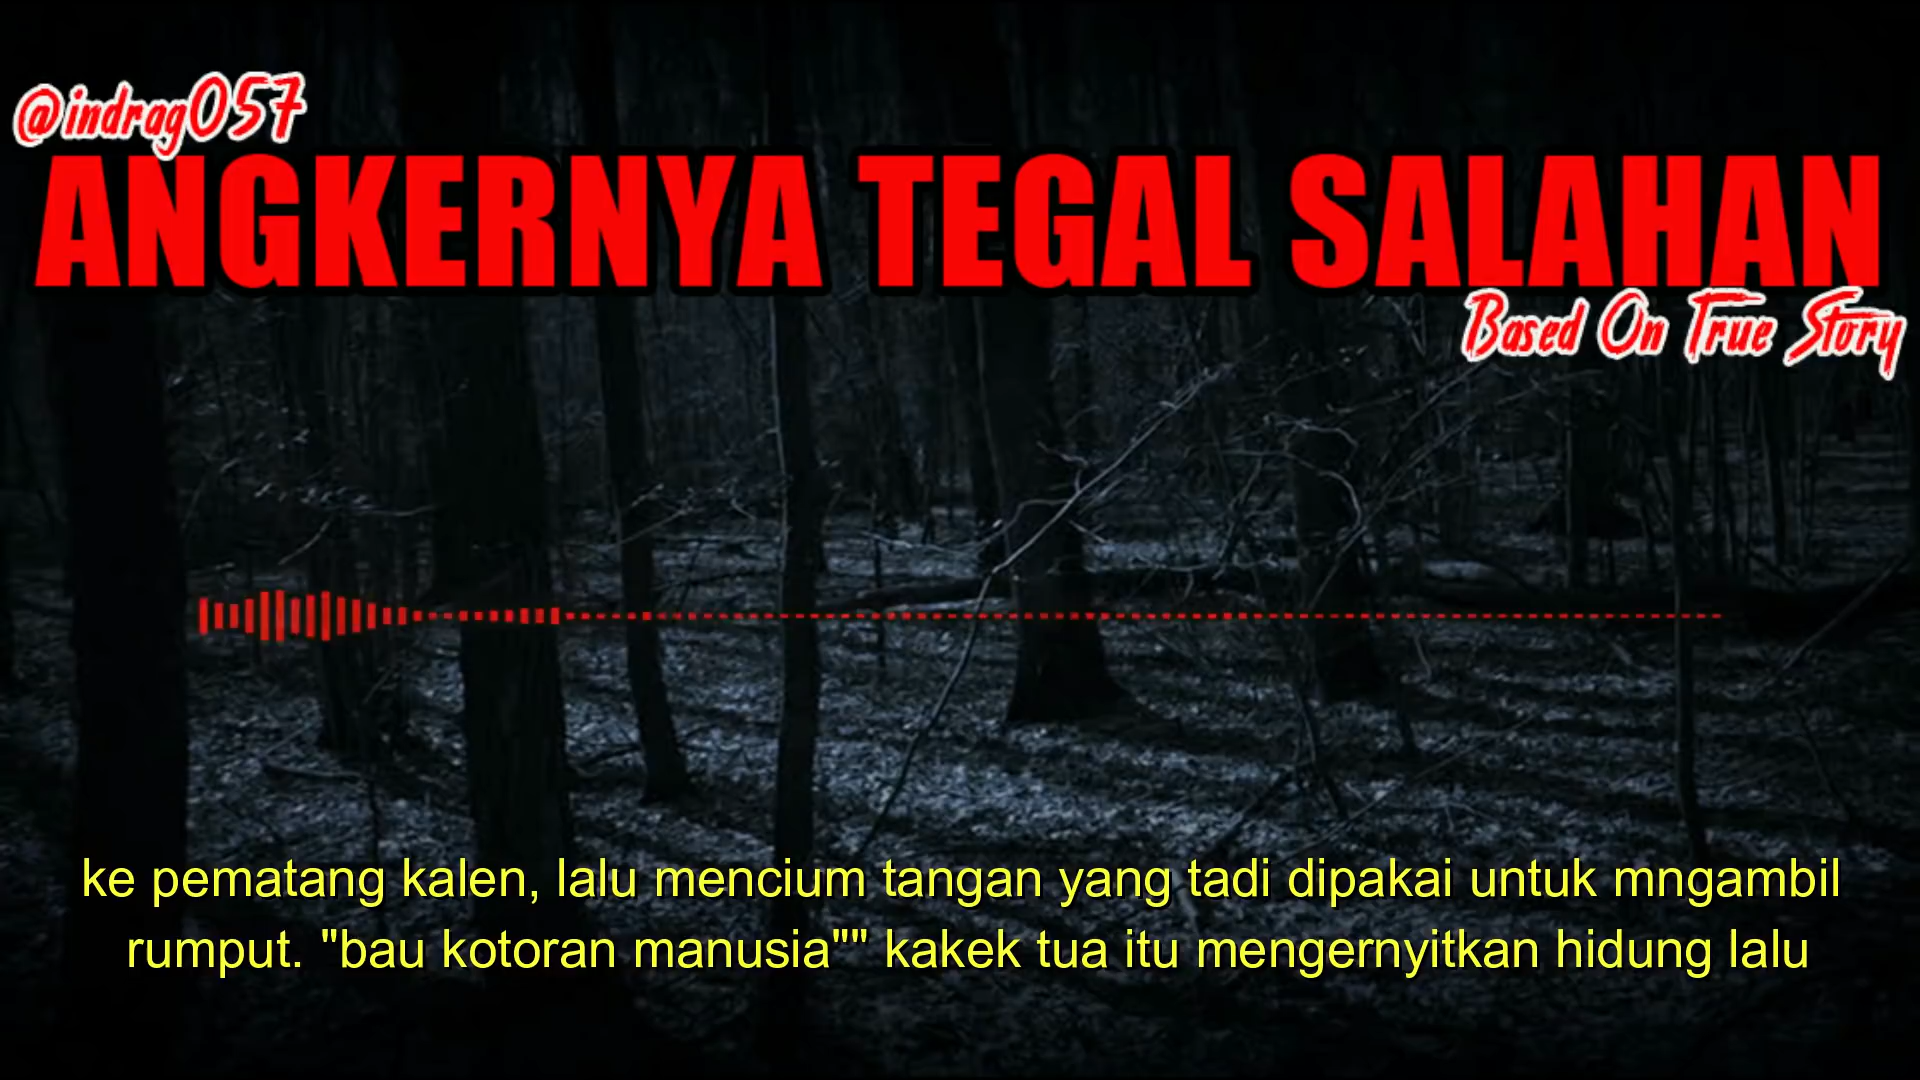 @indrag057
ANGKERNYA TEGAL SALAHAN
Based On True Story
ke pematang kalen, lalu mencium tangan yang tadi dipakai untuk mngambil
rumput. "bau kotoran manusia"" kakek tua itu mengernyitkan hidung lalu